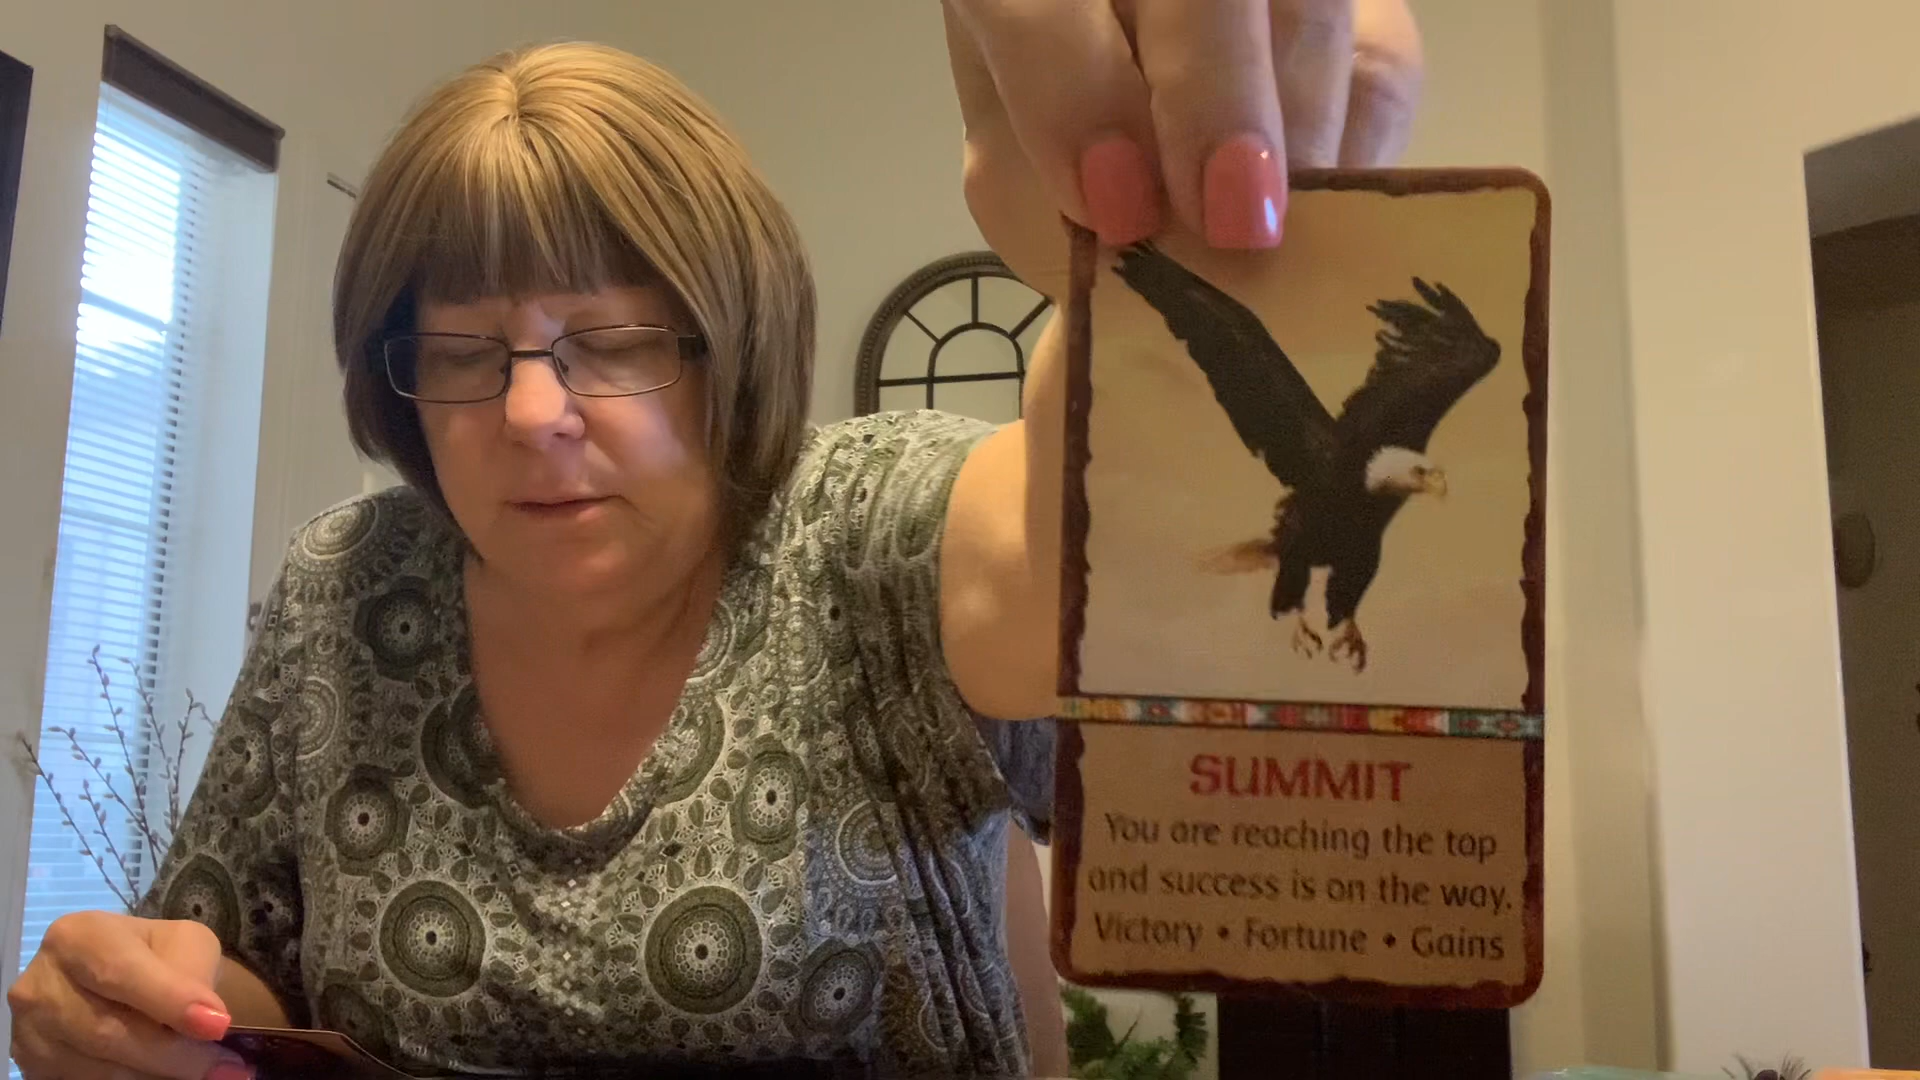 SUMMIT
You are reaching the top
and success is on the way.
Victory • Fortune • Gains